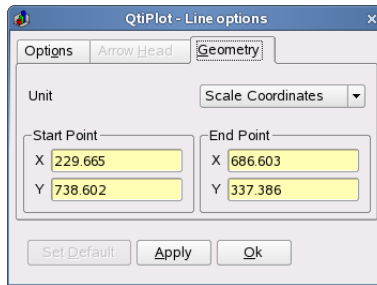 QtiPlot - Line options
Options Arrow Head Geometry
Unit Scale Coordinates
Start Point End Point
X 229.665 X 686.603
Y 738.602 Y 337.386
Set Default Apply Ok